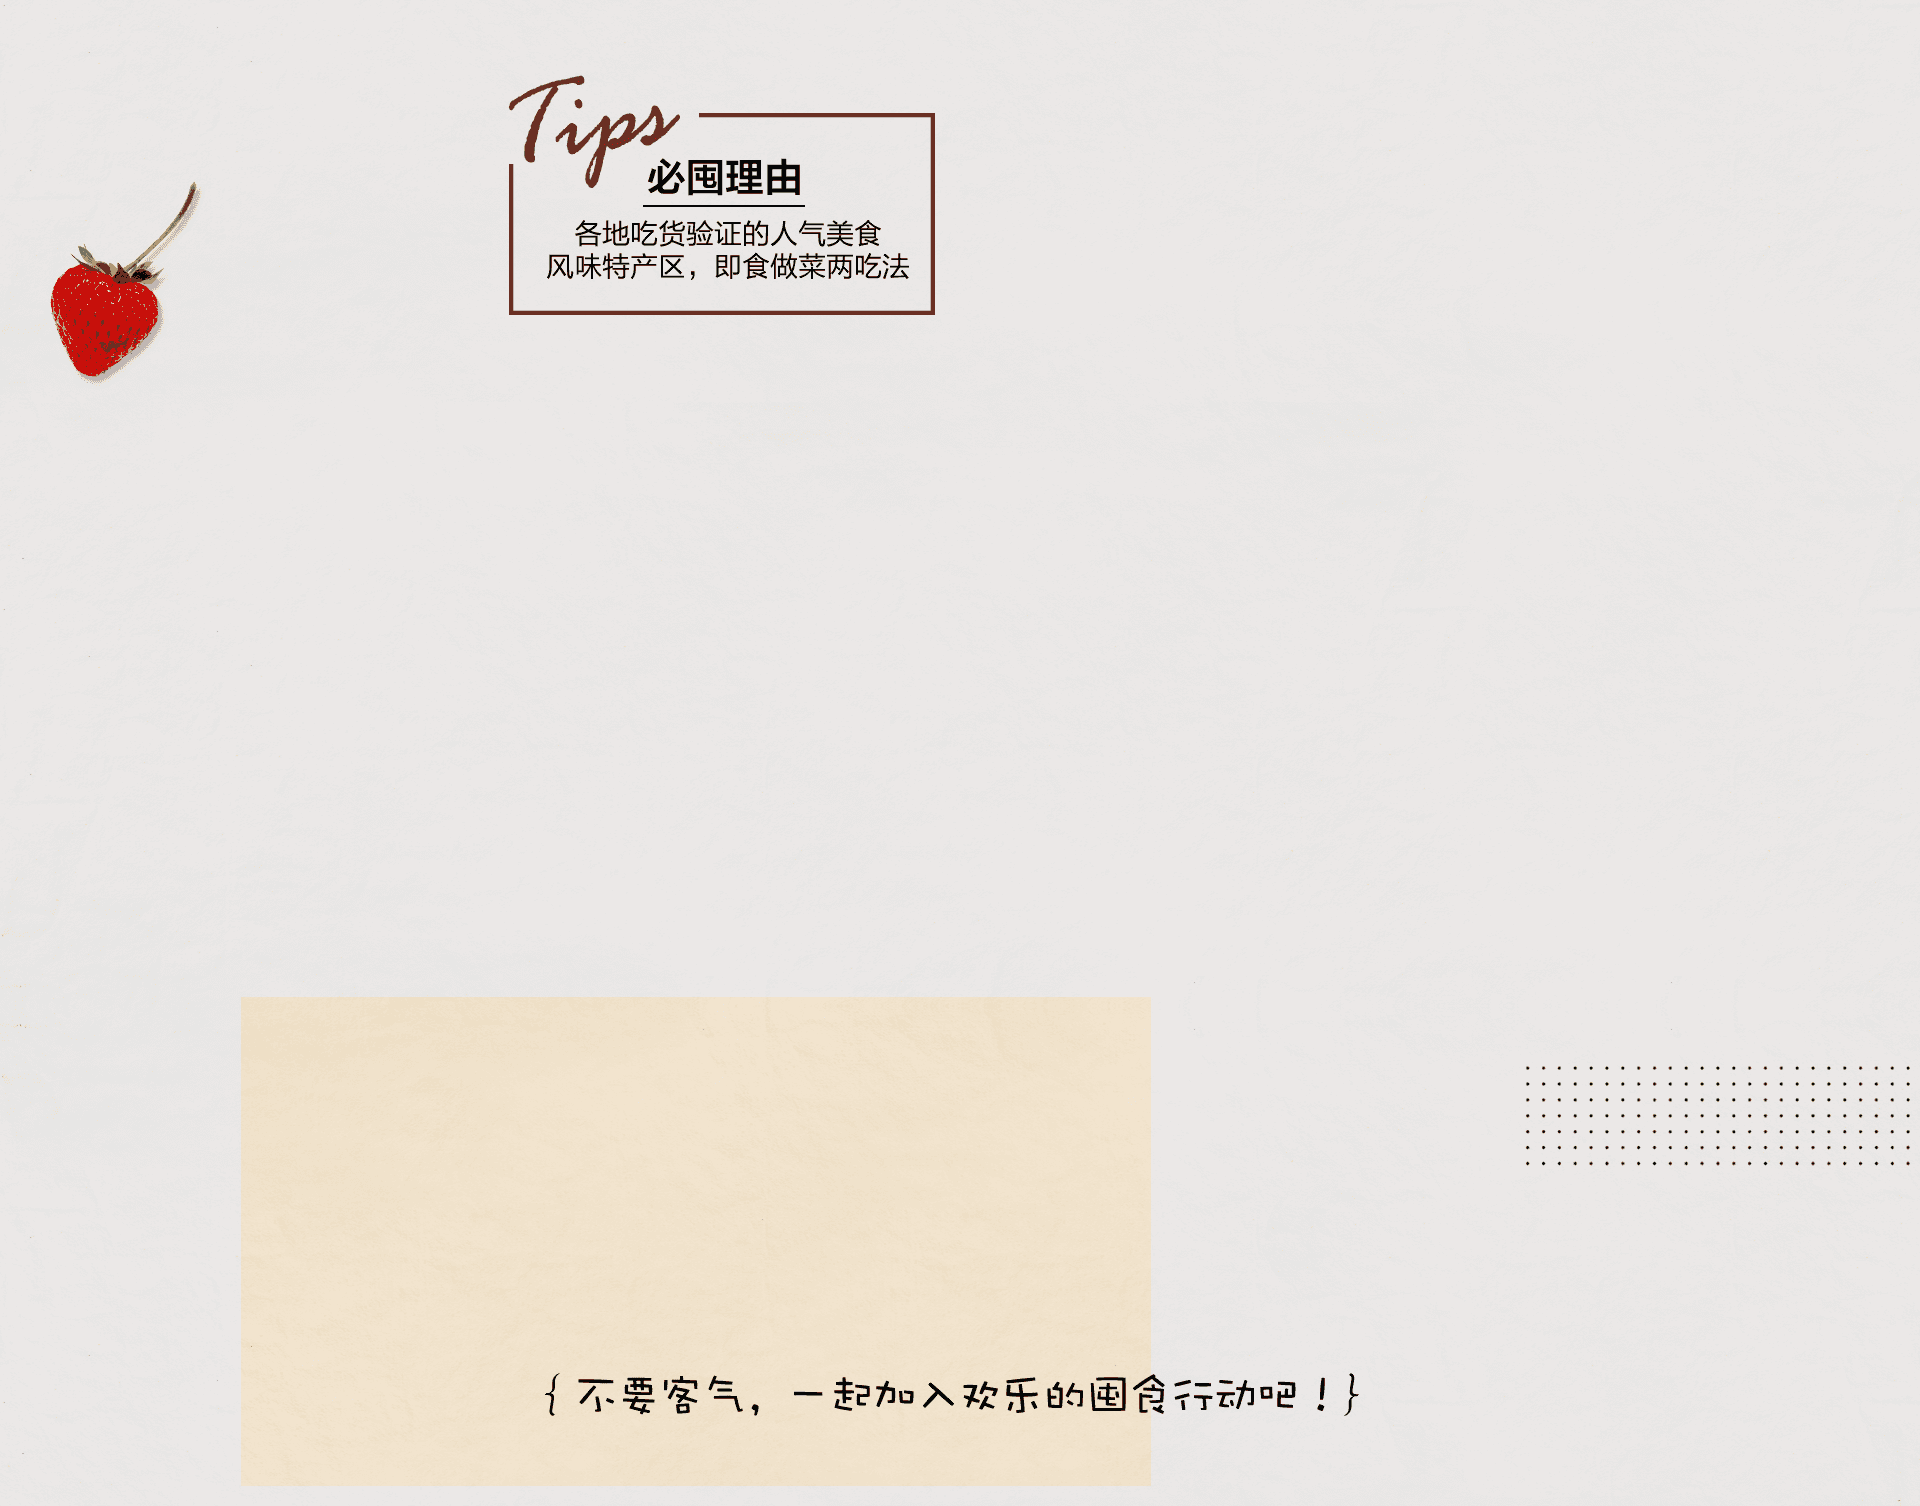 Tips
必囤理由
各地吃货验证的人气美食
风味特产区，即食做菜两吃法
{ 不要客气，一起加入欢乐的囤食行动吧！}